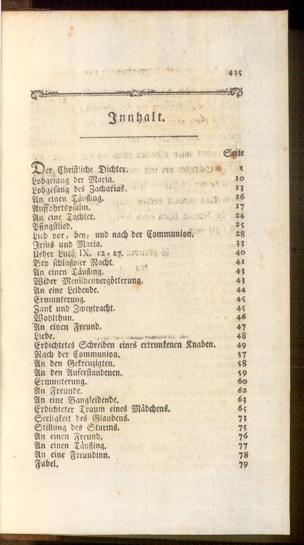 435
Innhalt.
Seite
Der Christliche Dichter. 5
Lobgesang der Maria. 10
Lobgesang des Zacharias. 13
An einen Täufling. 16
Auffahrtspsalm. 17
An eine Tochter. 24
Pfingstlied. 25
Lied vor, bey, und nach der Communion. 28
Jesus und Maria. 33
Ueber Lucä IX. 12, 17. 40
Bey schlafloser Nacht. 41
An einen Täufling. 43
Wider Menschenvergötterung. 43
An eine Leidende. 44
Ermunterung. 45
Zank und Zweytracht. 45
Wohlthun. 46
An einen Freund. 47
Liebe. 48
Erdichtetes Schreiben eines ertrunkenen Knaben. 49
Nach der Communion. 57
An den Gekreuzigten. 58
An den Auferstandenen. 59
Ermunterung. 60
An Freunde. 62
An eine Bangleidende. 63
Erdichteter Traum eines Mädchens. 65
Seeligkeit des Glaubens. 73
Stillung des Sturms. 75
An einen Freund. 76
An einen Täufling. 77
An eine Freundinn. 78
Fabel. 79